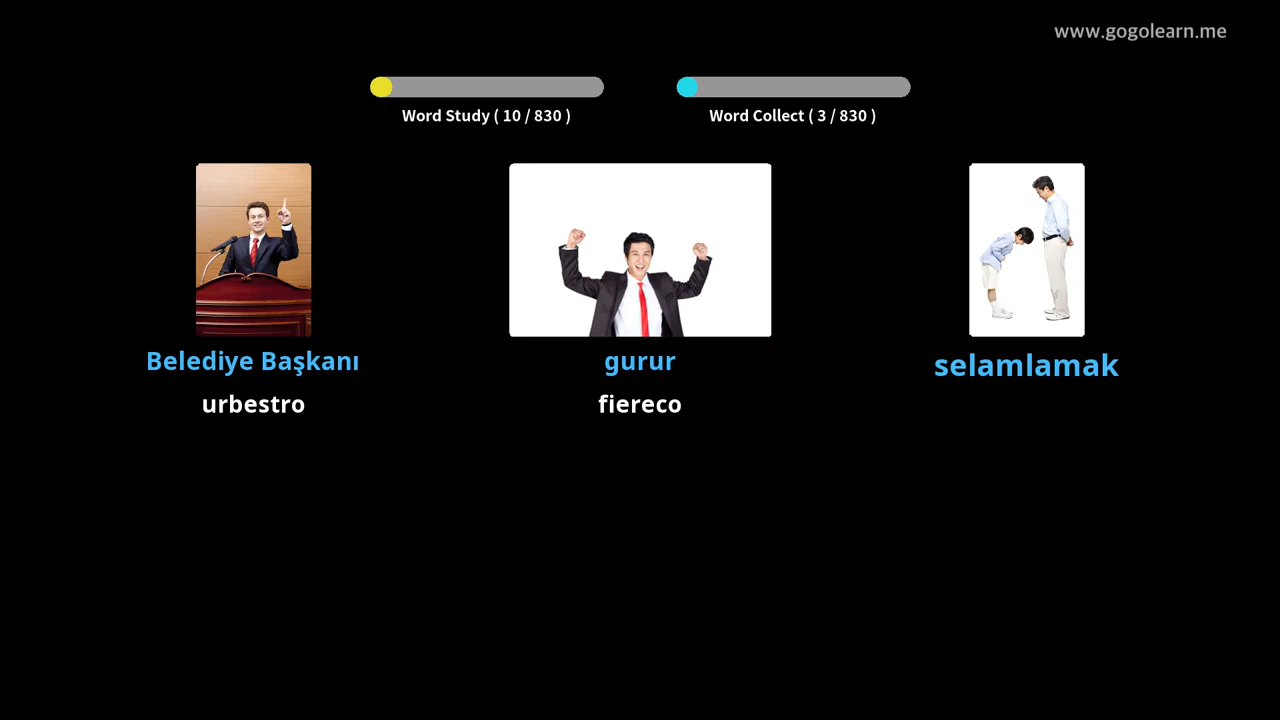 www.gogolearn.me
Word Study ( 10 / 830 )
Word Collect ( 3 / 830 )
Belediye Başkanı
gurur
selamlamak
urbestro
fiereco